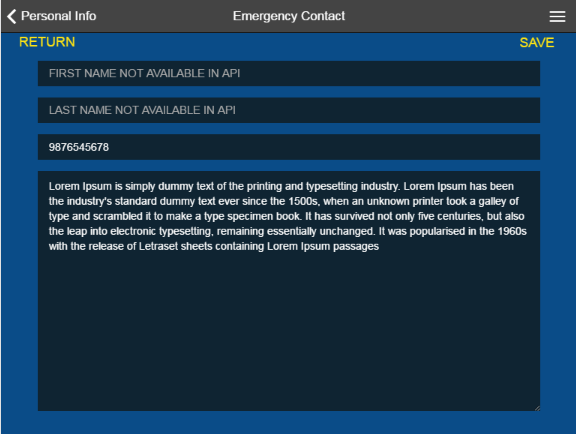 Personal Info Emergency Contact
RETURN SAVE
FIRST NAME NOT AVAILABLE IN API
LAST NAME NOT AVAILABLE IN API
9876545678
Lorem Ipsum is simply dummy text of the printing and typesetting industry. Lorem Ipsum has been
the industry's standard dummy text ever since the 1500s, when an unknown printer took a galley of
type and scrambled it to make a type specimen book. It has survived not only five centuries, but also
the leap into electronic typesetting, remaining essentially unchanged. It was popularised in the 1960s
with the release of Letraset sheets containing Lorem Ipsum passages